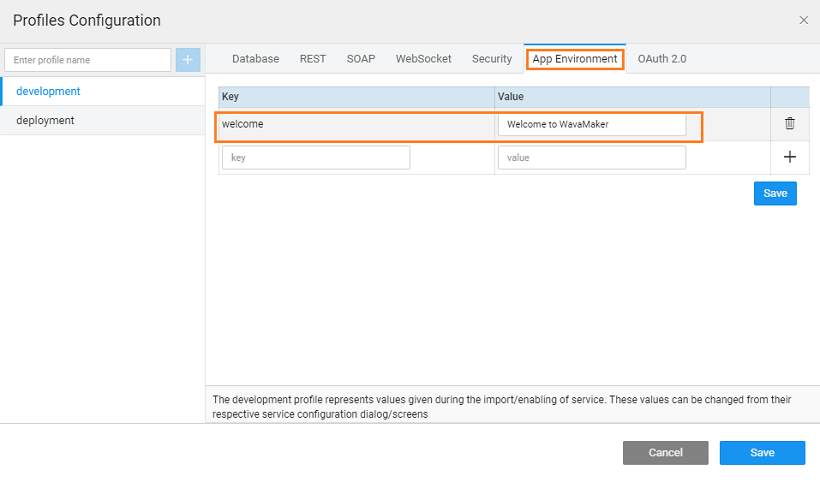 Profiles Configuration
Enter profile name
development
deployment
Database REST SOAP WebSocket Security App Environment OAuth 2.0
Key Value
welcome Welcome to WavaMaker
key value
Save
The development profile represents values given during the import/enabling of service. These values can be changed from their
respective service configuration dialog/screens
Cancel Save